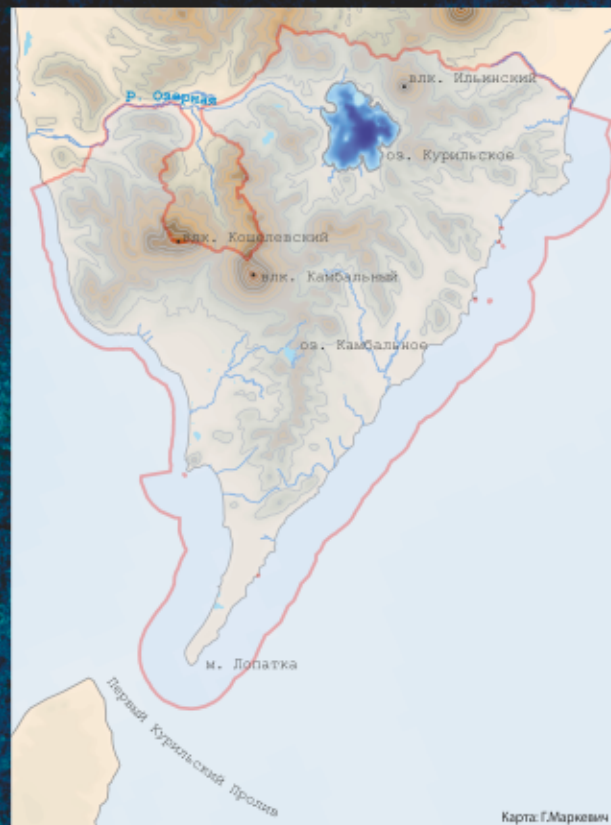 влк. Ильинский
р. Озерная
оз. Курильское
влк. Кошелевский
влк. Камбальный
оз. Камбальное
м. Лопатка
Первый Курильский Пролив
Карта: Г.Маркевич